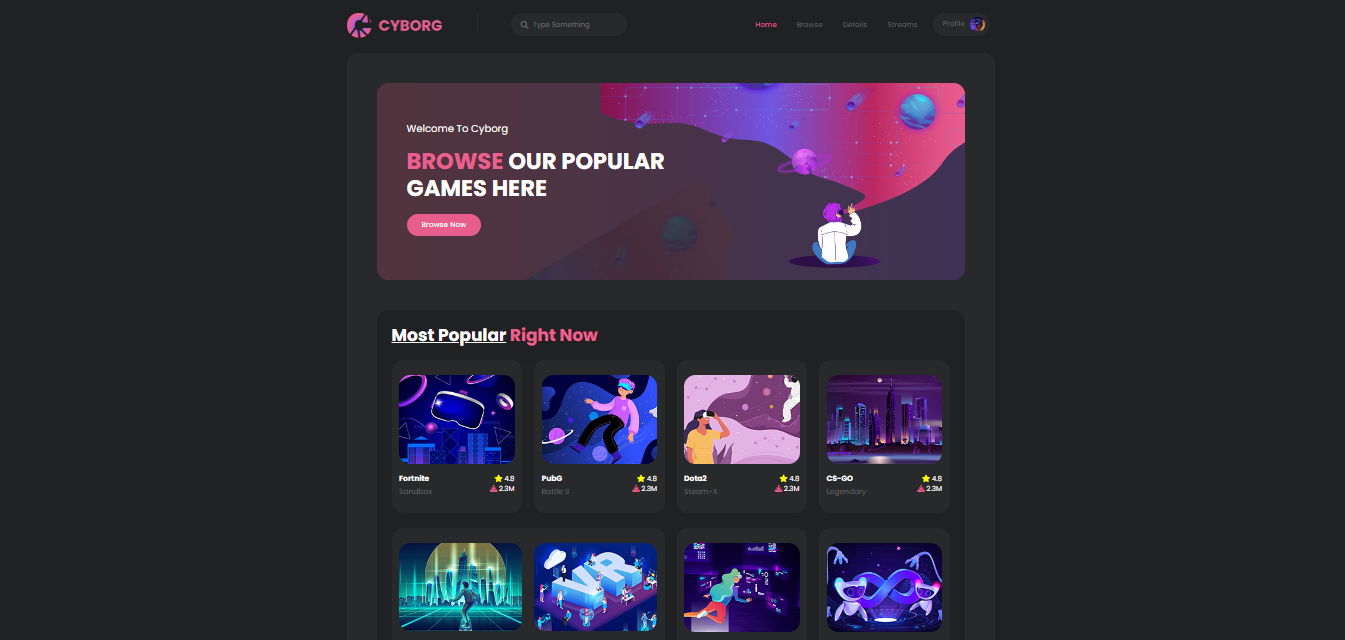 CYBORG
Type Something
Home
Browse
Details
Streams
Profile
Welcome To Cyborg
BROWSE OUR POPULAR
GAMES HERE
Browse Now
Most Popular Right Now
Fortnite
4.8
Sandbox
2.3M
PubG
4.8
Battle S
2.3M
Dota2
4.8
Steam-X
2.3M
CS-GO
4.8
Legendary
2.3M
VR